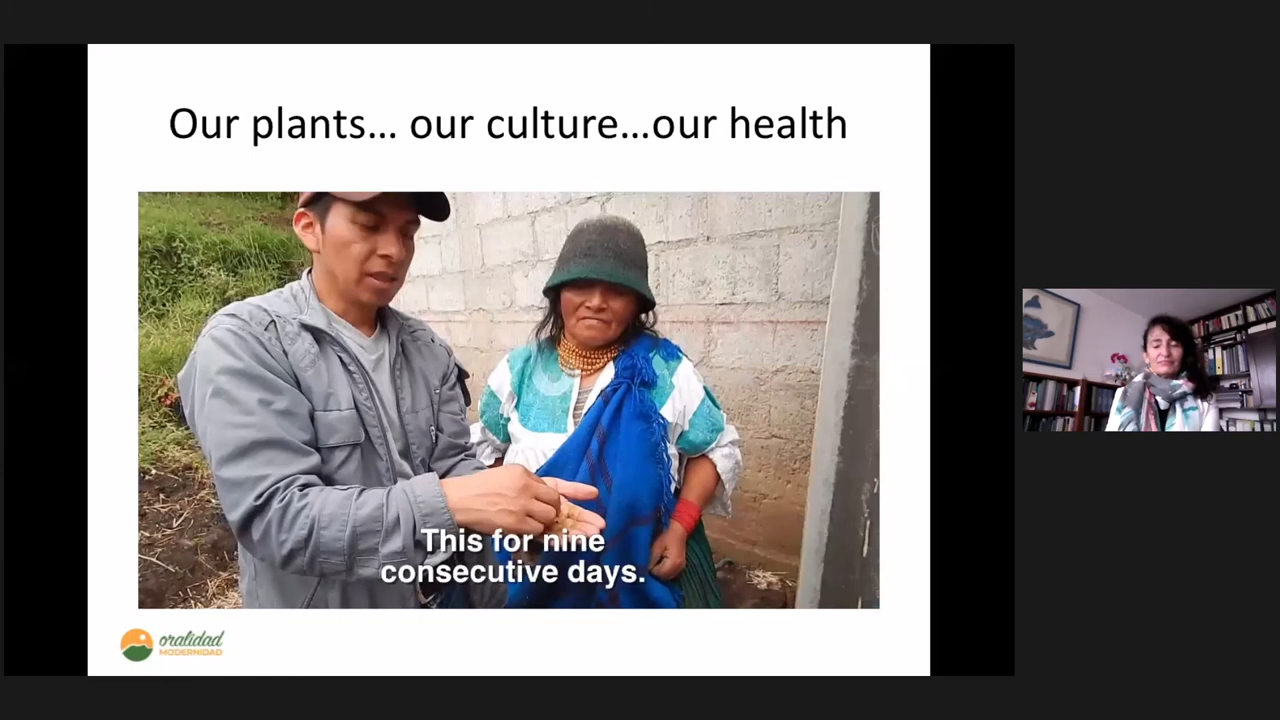 Our plants… our culture…our health
This for nine
consecutive days.
oralidad
MODERNIDAD